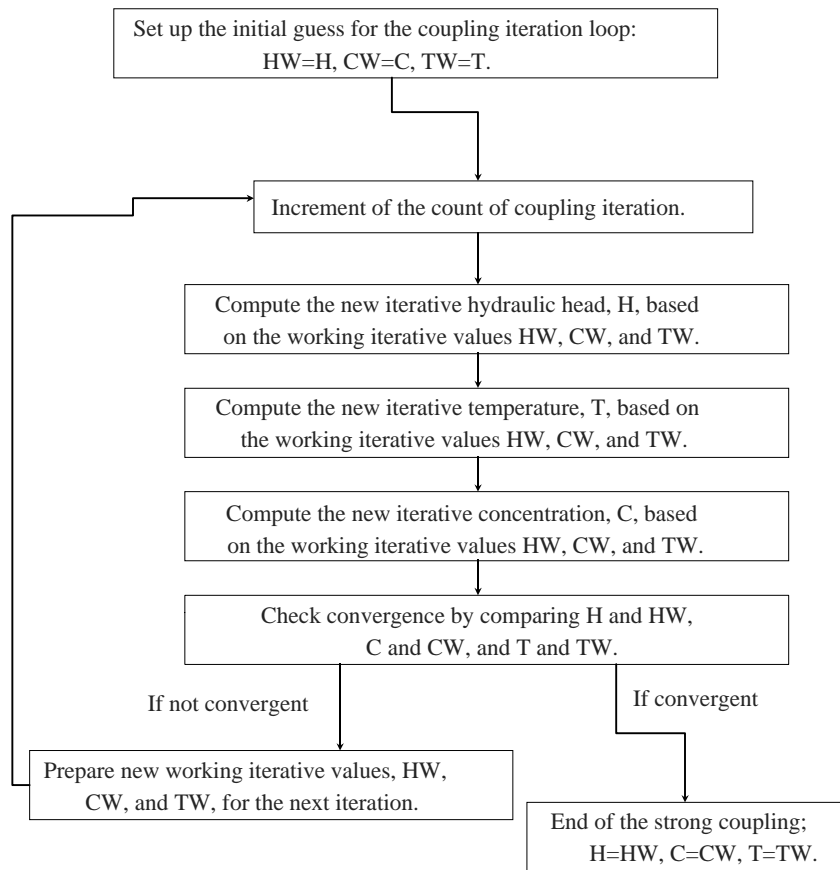 Set up the initial guess for the coupling iteration loop:
HW=H, CW=C, TW=T.
Increment of the count of coupling iteration.
Compute the new iterative hydraulic head, H, based
on the working iterative values HW, CW, and TW.
Compute the new iterative temperature, T, based on
the working iterative values HW, CW, and TW.
Compute the new iterative concentration, C, based
on the working iterative values HW, CW, and TW.
Check convergence by comparing H and HW,
C and CW, and T and TW.
If not convergent
If convergent
Prepare new working iterative values, HW,
CW, and TW, for the next iteration.
End of the strong coupling;
H=HW, C=CW, T=TW.